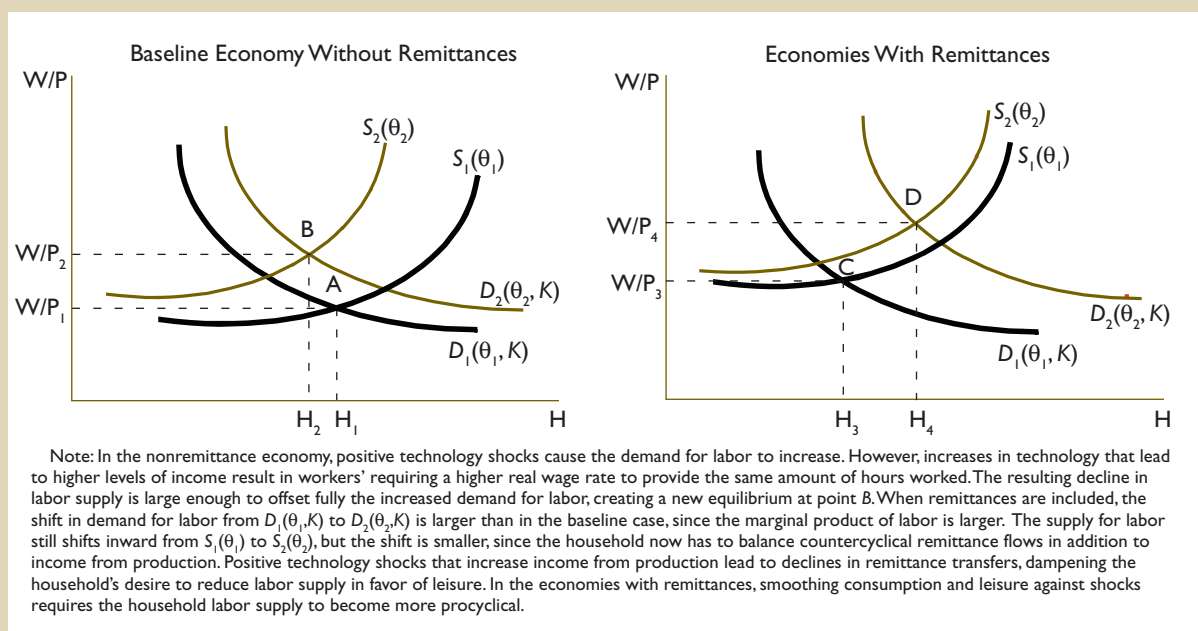 Baseline Economy Without Remittances
W/P
S₂(θ₂)
S₁(θ₁)
B
W/P₂
A
D₂(θ₂, K)
W/P₁
D₁(θ₁, K)
H₂ H₁ H
Economies With Remittances
W/P
S₂(θ₂)
S₁(θ₁)
D
W/P₄
C
W/P₃
D₂(θ₂, K)
D₁(θ₁, K)
H₃ H₄ H
Note: In the nonremittance economy, positive technology shocks cause the demand for labor to increase. However, increases in technology that lead
to higher levels of income result in workers' requiring a higher real wage rate to provide the same amount of hours worked. The resulting decline in
labor supply is large enough to offset fully the increased demand for labor, creating a new equilibrium at point B. When remittances are included, the
shift in demand for labor from D₁(θ₁,K) to D₂(θ₂,K) is larger than in the baseline case, since the marginal product of labor is larger. The supply for labor
still shifts inward from S₁(θ₁) to S₂(θ₂), but the shift is smaller, since the household now has to balance countercyclical remittance flows in addition to
income from production. Positive technology shocks that increase income from production lead to declines in remittance transfers, dampening the
household's desire to reduce labor supply in favor of leisure. In the economies with remittances, smoothing consumption and leisure against shocks
requires the household labor supply to become more procyclical.